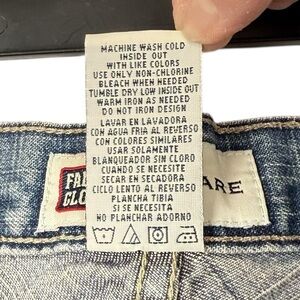 MACHINE WASH COLD
INSIDE OUT
WITH LIKE COLORS
USE ONLY NON-CHLORINE
BLEACH WHEN NEEDED
TUMBLE DRY LOW INSIDE OUT
WARM IRON AS NEEDED
DO NOT IRON DESIGN
LAVAR EN LAVADORA
CON AGUA FRIA AL REVERSO
CON COLORES SIMILARES
USAR SOLAMENTE
BLANQUEADOR SIN CLORO
CUANDO SE NECESITE
SECAR EN SECADORA
CICLO LENTO AL REVERSO
PLANCHA TIBIA
SI SE NECESITA
NO PLANCHAR ADORNO
FA
CLO
ARE